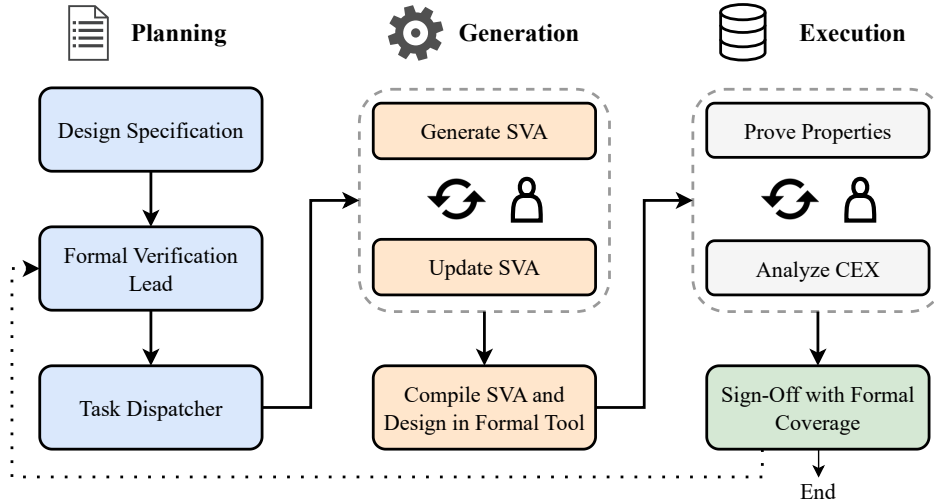 Planning
Design Specification
Formal Verification
Lead
Task Dispatcher
Generation
Generate SVA
Update SVA
Compile SVA and
Design in Formal Tool
Execution
Prove Properties
Analyze CEX
Sign-Off with Formal
Coverage
End